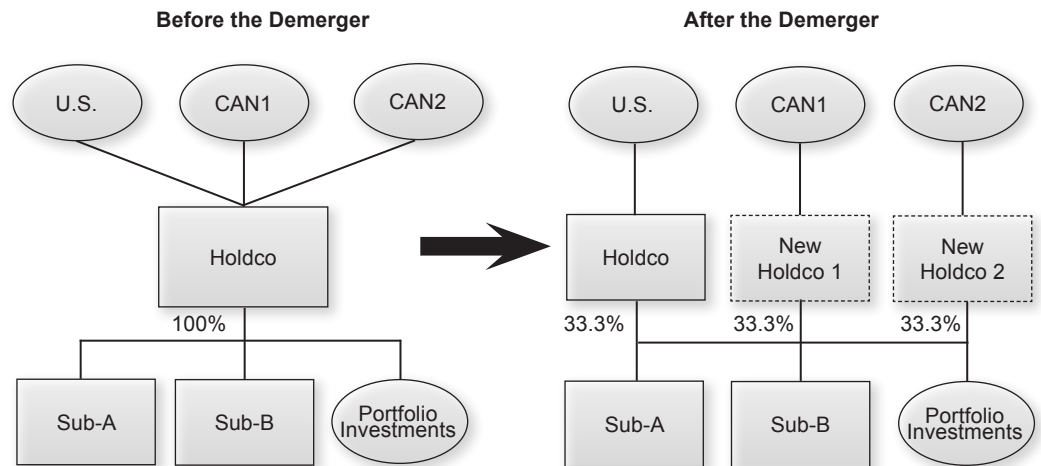 Before the Demerger
U.S.
CAN1
CAN2
Holdco
100%
Sub-A
Sub-B
Portfolio
Investments
After the Demerger
U.S.
CAN1
CAN2
Holdco
New
Holdco 1
New
Holdco 2
33.3%
33.3%
33.3%
Sub-A
Sub-B
Portfolio
Investments